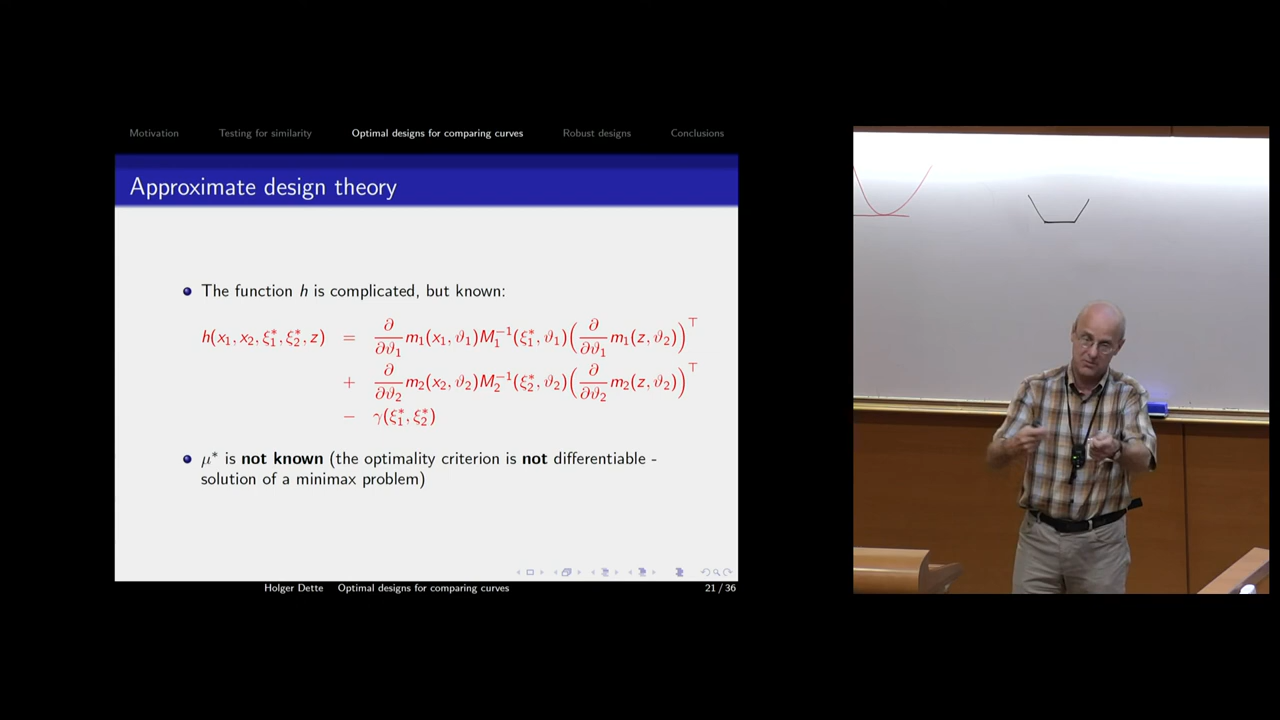 Motivation Testing for similarity Optimal designs for comparing curves Robust designs Conclusions
Approximate design theory
The function h is complicated, but known:
h(x₁, x₂, ξ₁*, ξ₂*, z) = ∂/∂ϑ₁ m₁(x₁, ϑ₁)M₁⁻¹(ξ₁*, ϑ₁)(∂/∂ϑ₁ m₁(z, ϑ₂))⊤
+ ∂/∂ϑ₂ m₂(x₂, ϑ₂)M₂⁻¹(ξ₂*, ϑ₂)(∂/∂ϑ₂ m₂(z, ϑ₂))⊤
− γ(ξ₁*, ξ₂*)
μ* is not known (the optimality criterion is not differentiable -
solution of a minimax problem)
Holger Dette Optimal designs for comparing curves 21 / 36